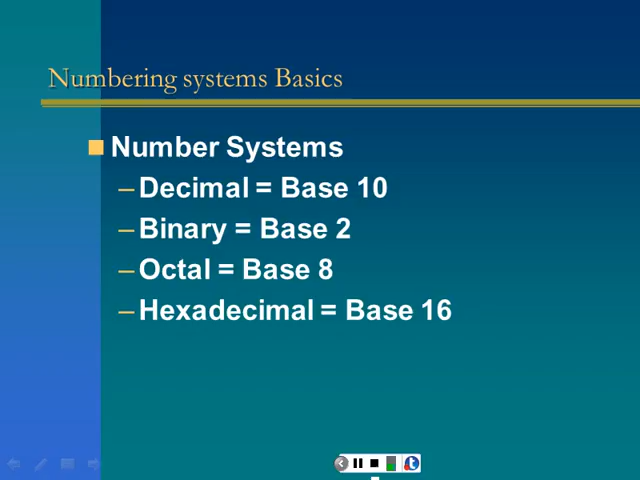 Numbering systems Basics
Number Systems
–Decimal = Base 10
–Binary = Base 2
–Octal = Base 8
–Hexadecimal = Base 16